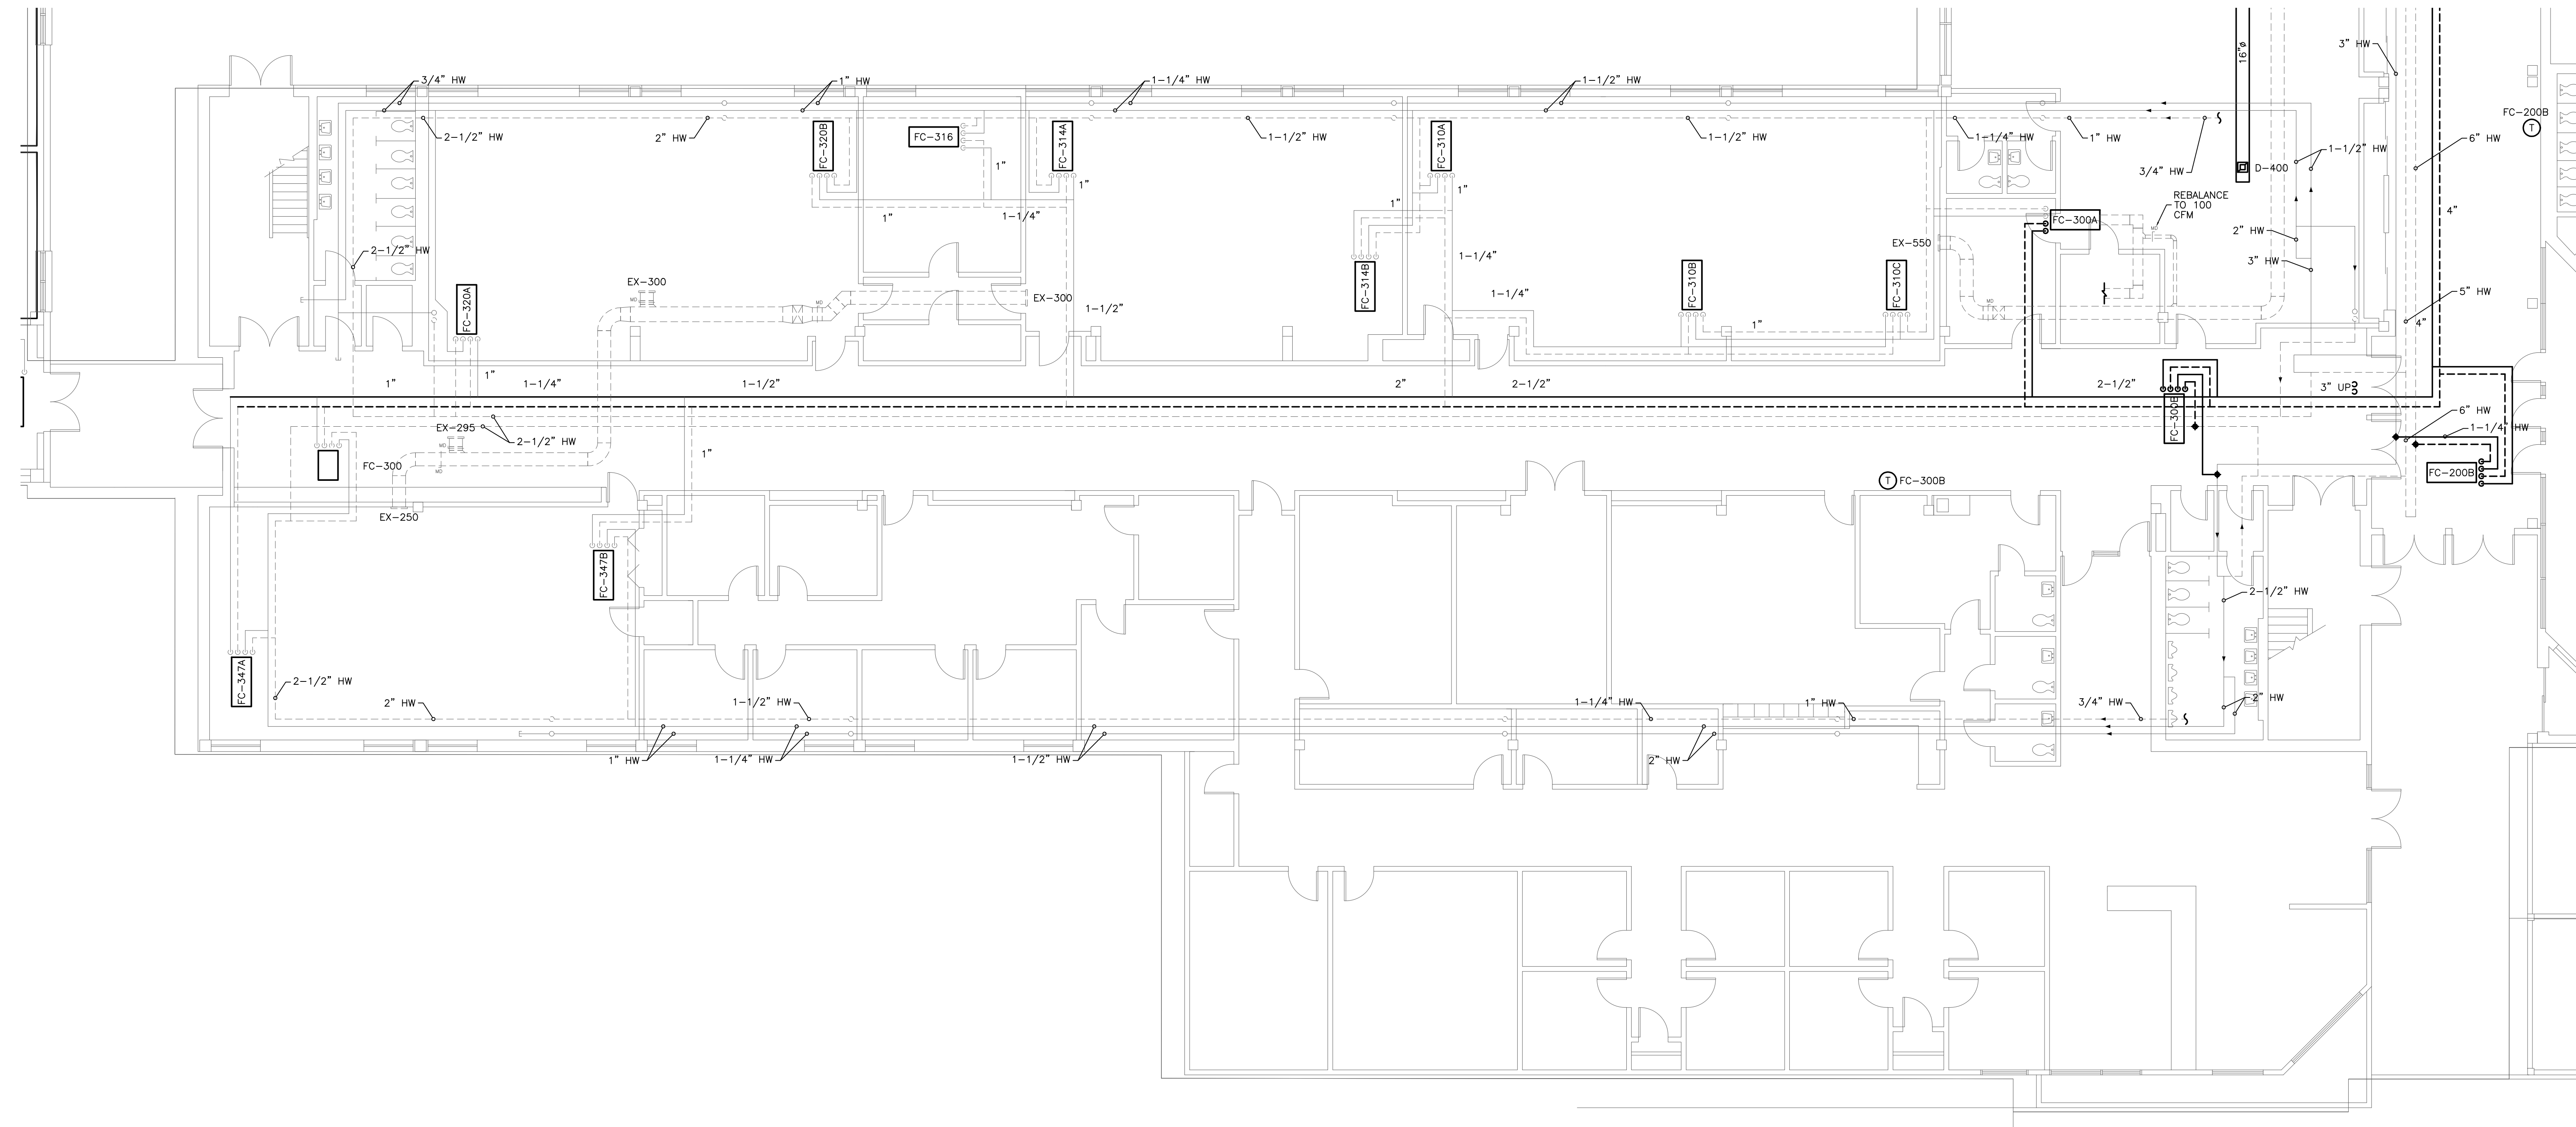 3/4" HW
1" HW
1-1/4" HW
1-1/2" HW
16"ø
3" HW
FC-200B
T
2-1/2" HW
2" HW
FC-320B
FC-316
FC-314A
1-1/2" HW
FC-310A
1-1/2" HW
1-1/4" HW
1" HW
3/4" HW
1-1/2" HW
6" HW
D-400
1"
1"
1"
REBALANCE
TO 100
CFM
MD
1"
1-1/4"
1"
FC-300A
4"
2" HW
2-1/2" HW
EX-550
1-1/4"
3" HW
FC-314B
FC-310B
FC-310C
EX-300
MD
MD
EX-300
1-1/2"
1-1/4"
MD
5" HW
FC-320A
1"
4"
1"
1"
1-1/4"
1-1/2"
2"
2-1/2"
2-1/2"
3" UP
FC-300B
6" HW
EX-295
MD
2-1/2" HW
1-1/4" HW
FC-300
MD
1"
FC-200B
T
FC-300B
EX-250
FC-347B
2-1/2" HW
FC-347A
2-1/2" HW
2" HW
1-1/2" HW
1-1/4" HW
1" HW
3/4" HW
2" HW
1" HW
1-1/4" HW
1-1/2" HW
2" HW